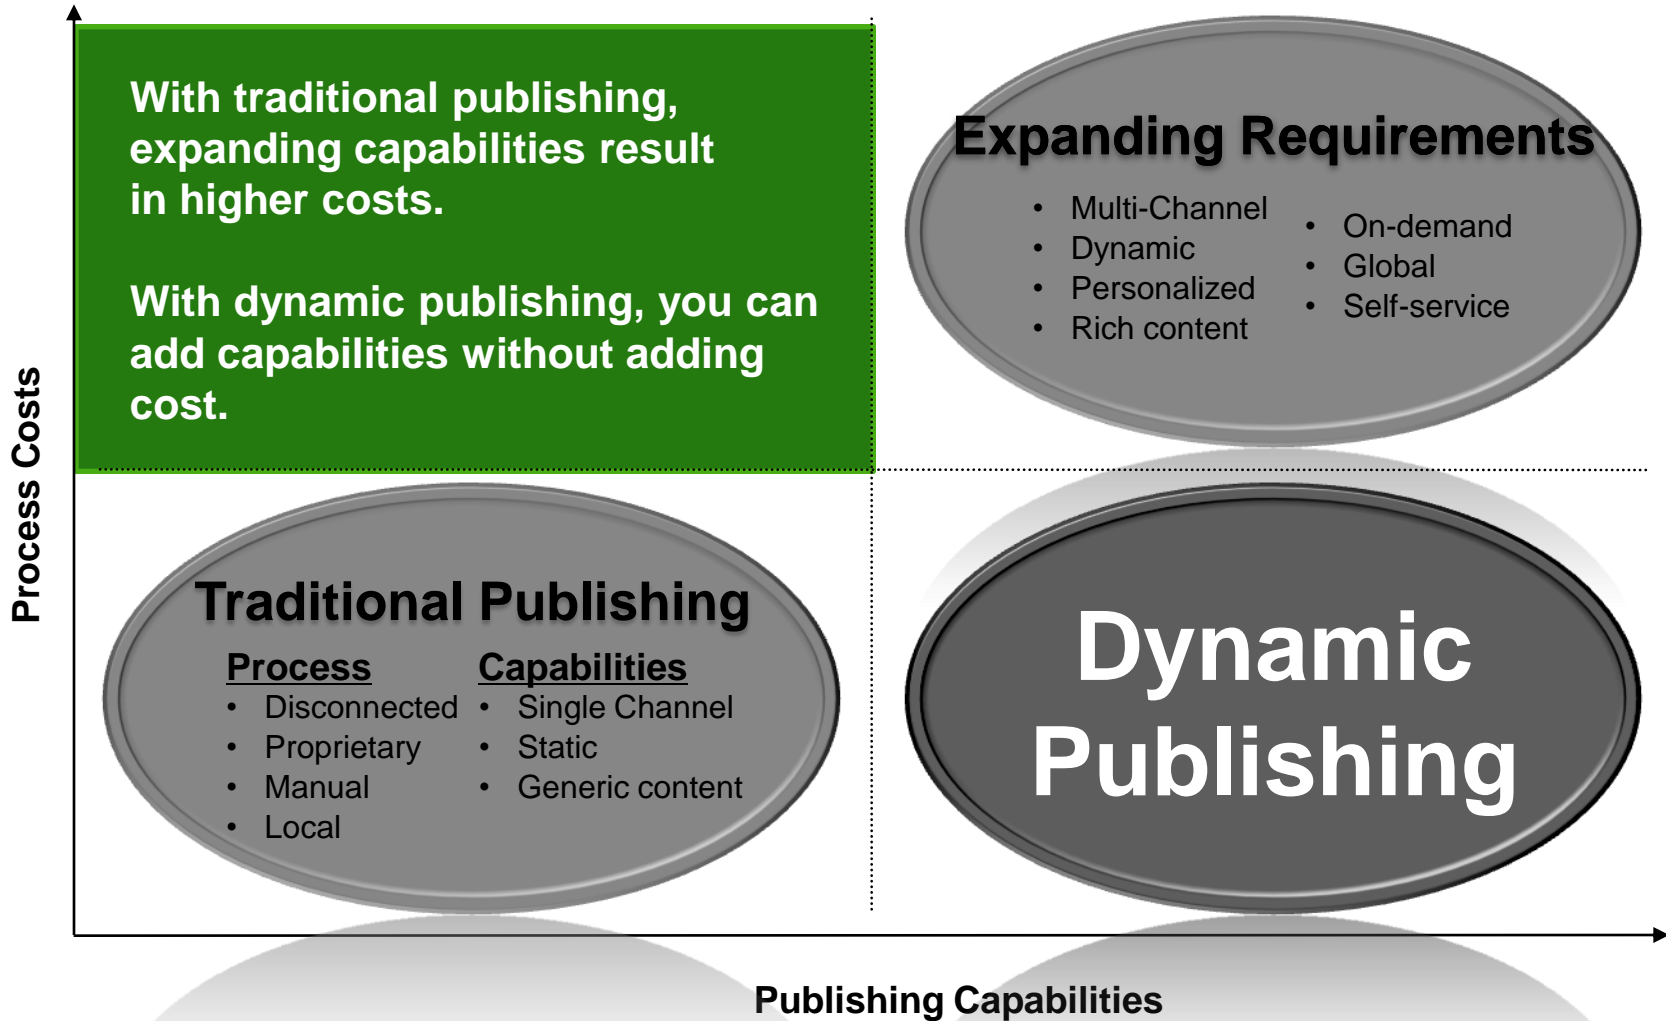 With traditional publishing,
expanding capabilities result
in higher costs.
With dynamic publishing, you can
add capabilities without adding
cost.
Expanding Requirements
• Multi-Channel
• Dynamic
• Personalized
• Rich content
• On-demand
• Global
• Self-service
Process Costs
Traditional Publishing
Process
• Disconnected
• Proprietary
• Manual
• Local
Capabilities
• Single Channel
• Static
• Generic content
Dynamic
Publishing
Publishing Capabilities